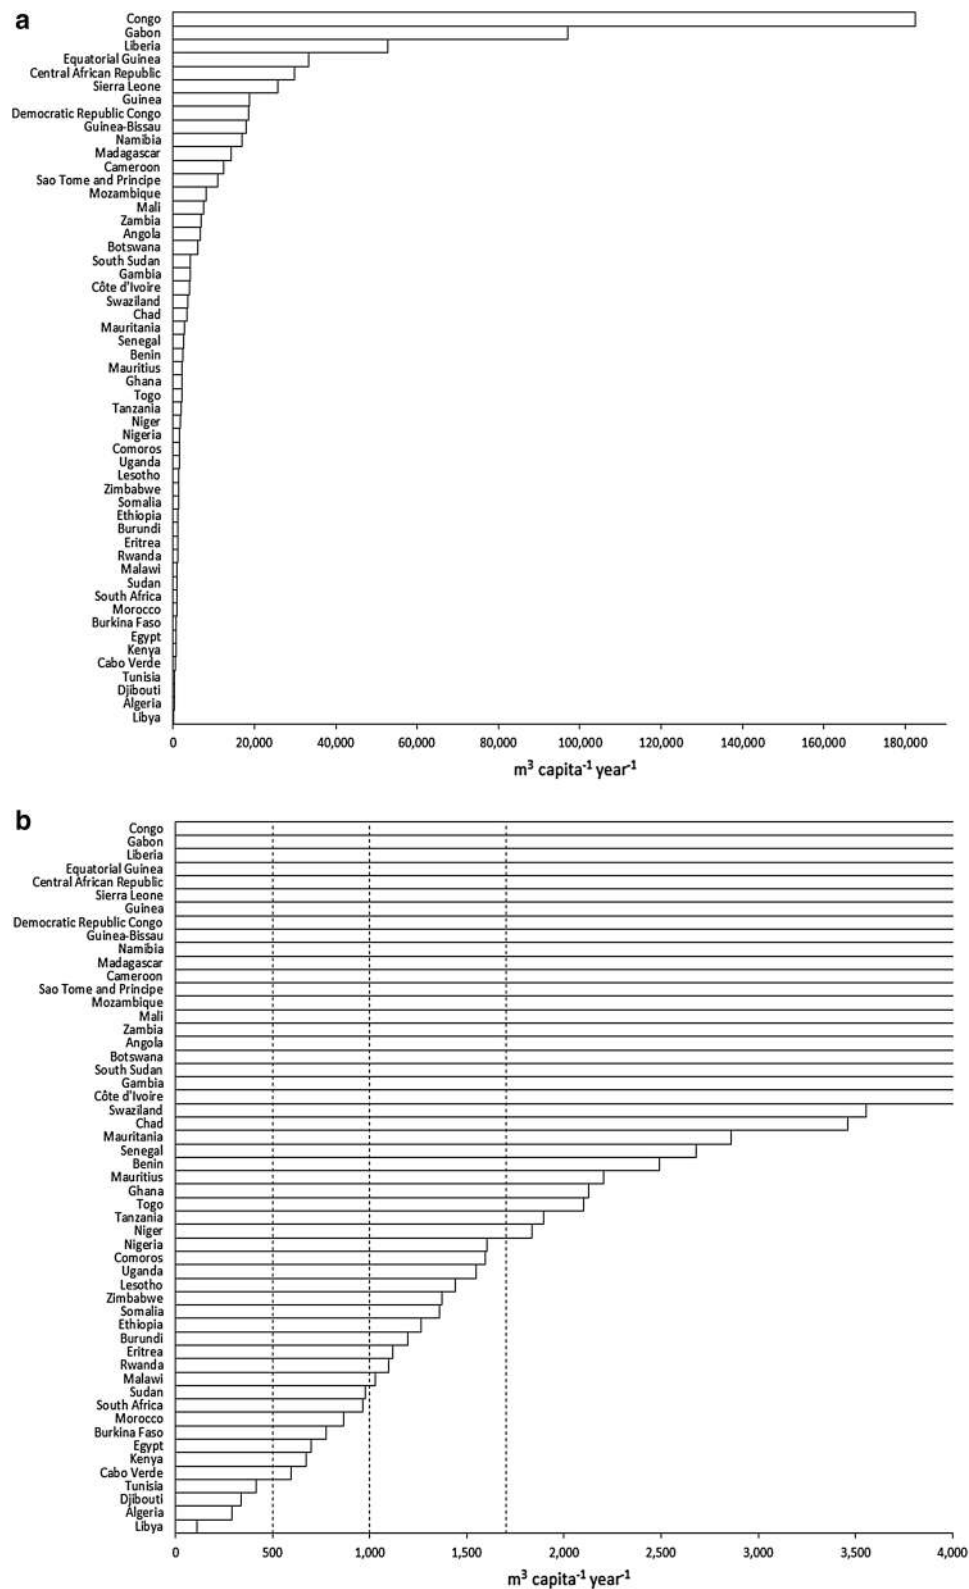 a
Congo
Gabon
Liberia
Equatorial Guinea
Central African Republic
Sierra Leone
Guinea
Democratic Republic Congo
Guinea-Bissau
Namibia
Madagascar
Cameroon
Sao Tome and Principe
Mozambique
Mali
Zambia
Angola
Botswana
South Sudan
Gambia
Côte d'Ivoire
Swaziland
Chad
Mauritania
Senegal
Benin
Mauritius
Ghana
Togo
Tanzania
Niger
Nigeria
Comoros
Uganda
Lesotho
Zimbabwe
Somalia
Ethiopia
Burundi
Eritrea
Rwanda
Malawi
Sudan
South Africa
Morocco
Burkina Faso
Egypt
Kenya
Cabo Verde
Tunisia
Djibouti
Algeria
Libya
0 20,000 40,000 60,000 80,000 100,000 120,000 140,000 160,000 180,000
m³ capita⁻¹ year⁻¹
b
Congo
Gabon
Liberia
Equatorial Guinea
Central African Republic
Sierra Leone
Guinea
Democratic Republic Congo
Guinea-Bissau
Namibia
Madagascar
Cameroon
Sao Tome and Principe
Mozambique
Mali
Zambia
Angola
Botswana
South Sudan
Gambia
Côte d'Ivoire
Swaziland
Chad
Mauritania
Senegal
Benin
Mauritius
Ghana
Togo
Tanzania
Niger
Nigeria
Comoros
Uganda
Lesotho
Zimbabwe
Somalia
Ethiopia
Burundi
Eritrea
Rwanda
Malawi
Sudan
South Africa
Morocco
Burkina Faso
Egypt
Kenya
Cabo Verde
Tunisia
Djibouti
Algeria
Libya
0 500 1,000 1,500 2,000 2,500 3,000 3,500 4,000
m³ capita⁻¹ year⁻¹